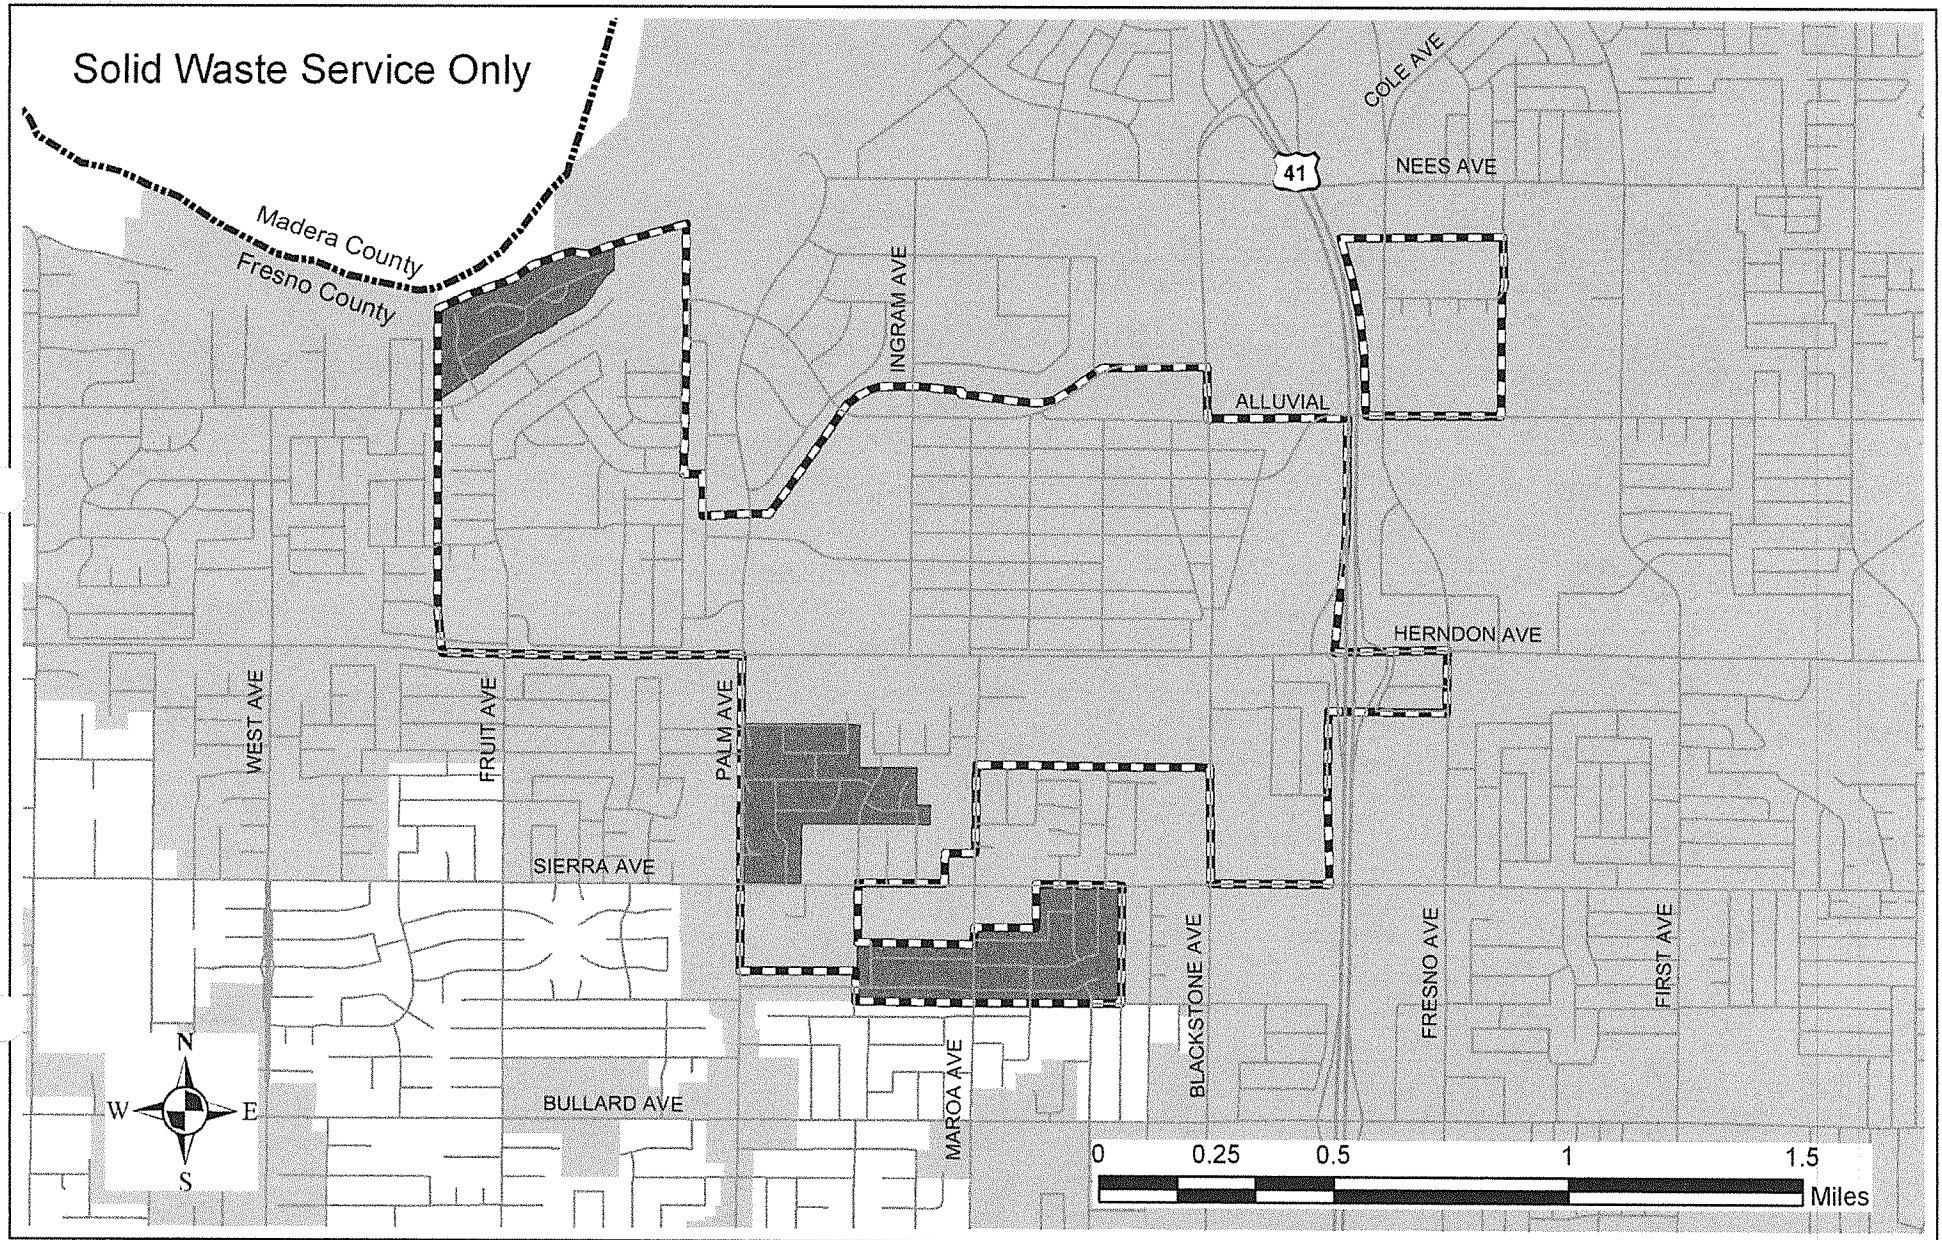 Solid Waste Service Only
COLE AVE
41
NEES AVE
Madera County
Fresno County
INGRAM AVE
ALLUVIAL
HERNDON AVE
WEST AVE
FRUIT AVE
PALM AVE
SIERRA AVE
BLACKSTONE AVE
FRESNO AVE
FIRST AVE
MAROA AVE
BULLARD AVE
N
W E
S
0 0.25 0.5 1 1.5
Miles